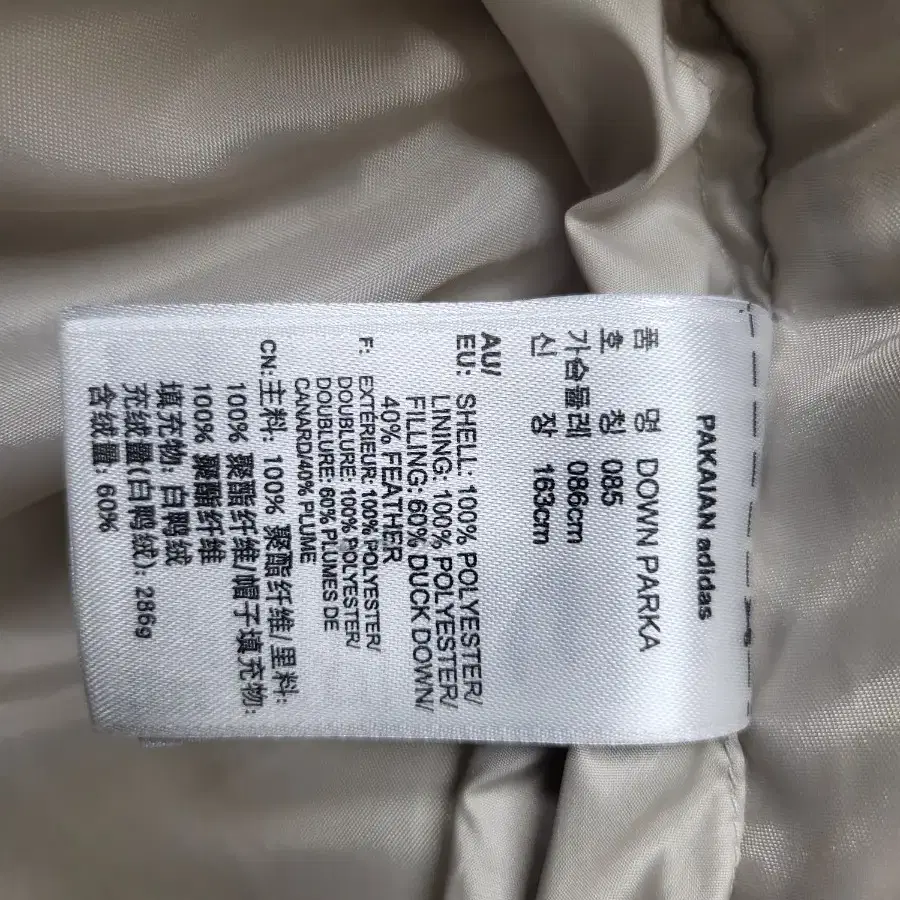 PAKAIAN adidas
품 명 DOWN PARKA
호 칭 085
가슴둘레 086cm
신 장 163cm
AU/
EU: SHELL: 100% POLYESTER/
LINING: 100% POLYESTER/
FILLING: 60% DUCK DOWN/
40% FEATHER
F: EXTÉRIEUR: 100% POLYESTER/
DOUBLURE: 100% POLYESTER/
DOUBLURE: 60% PLUMES DE
CANARD/40% PLUME
CN: 主料: 100% 聚酯纤维/里料:
100% 聚酯纤维/帽子填充物:
100% 聚酯纤维
填充物: 白鸭绒
充绒量(白鸭绒): 286g
含绒量: 60%